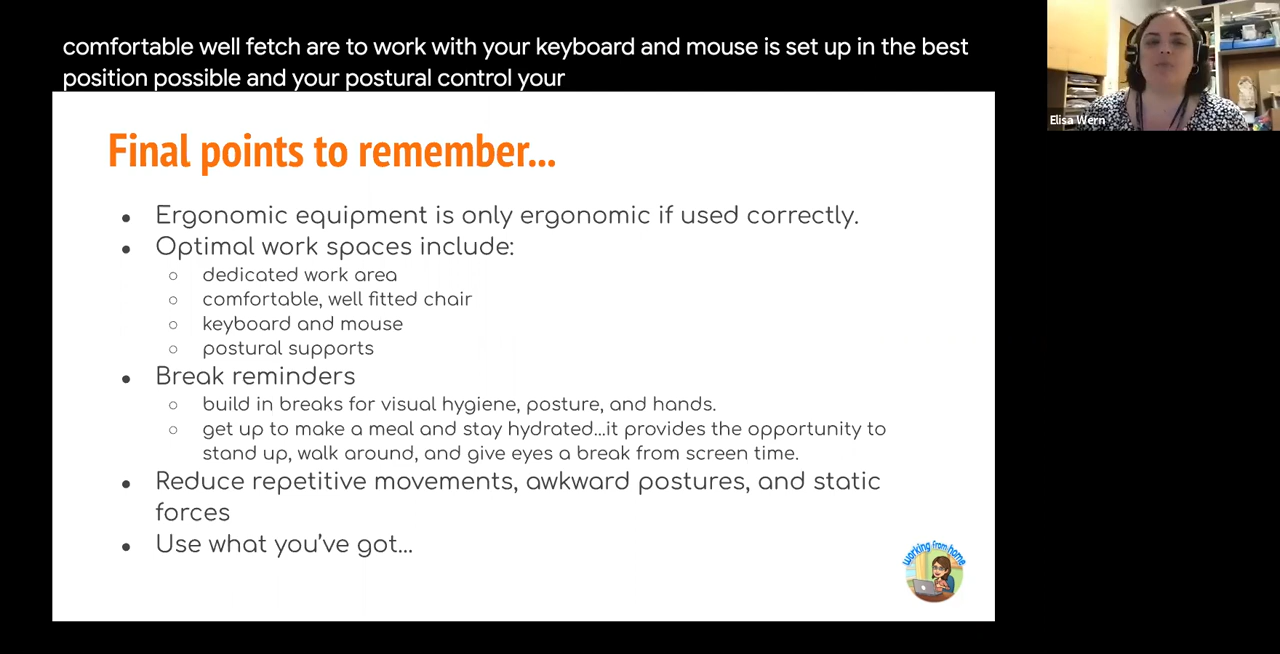 comfortable well fetch are to work with your keyboard and mouse is set up in the best
position possible and your postural control your
Elisa Wern
Final points to remember...
● Ergonomic equipment is only ergonomic if used correctly.
● Optimal work spaces include:
○ dedicated work area
○ comfortable, well fitted chair
○ keyboard and mouse
○ postural supports
● Break reminders
○ build in breaks for visual hygiene, posture, and hands.
○ get up to make a meal and stay hydrated...it provides the opportunity to
stand up, walk around, and give eyes a break from screen time.
● Reduce repetitive movements, awkward postures, and static
forces
● Use what you've got...
working from home